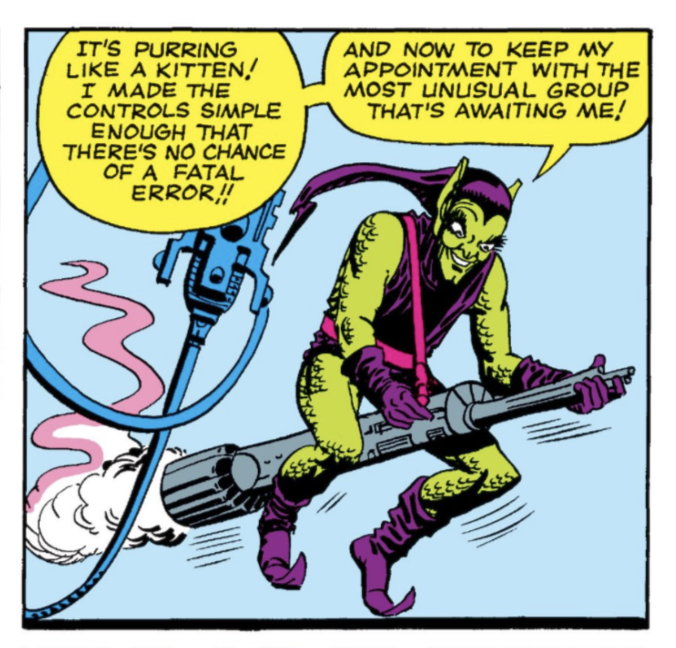 IT'S PURRING
LIKE A KITTEN!
I MADE THE
CONTROLS SIMPLE
ENOUGH THAT
THERE'S NO CHANCE
OF A FATAL
ERROR!!
AND NOW TO KEEP MY
APPOINTMENT WITH THE
MOST UNUSUAL GROUP
THAT'S AWAITING ME!